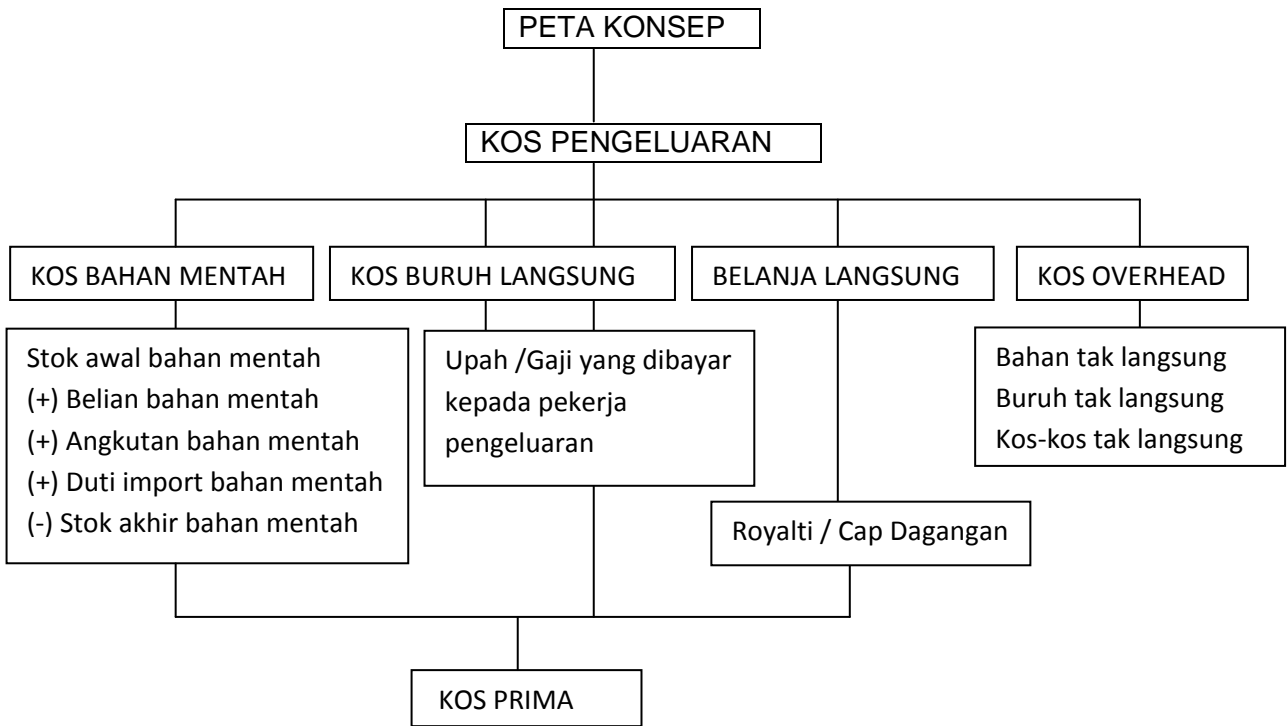 PETA KONSEP
KOS PENGELUARAN
KOS BAHAN MENTAH
KOS BURUH LANGSUNG
BELANJA LANGSUNG
KOS OVERHEAD
Stok awal bahan mentah
(+) Belian bahan mentah
(+) Angkutan bahan mentah
(+) Duti import bahan mentah
(-) Stok akhir bahan mentah
Upah /Gaji yang dibayar
kepada pekerja
pengeluaran
Royalti / Cap Dagangan
Bahan tak langsung
Buruh tak langsung
Kos-kos tak langsung
KOS PRIMA